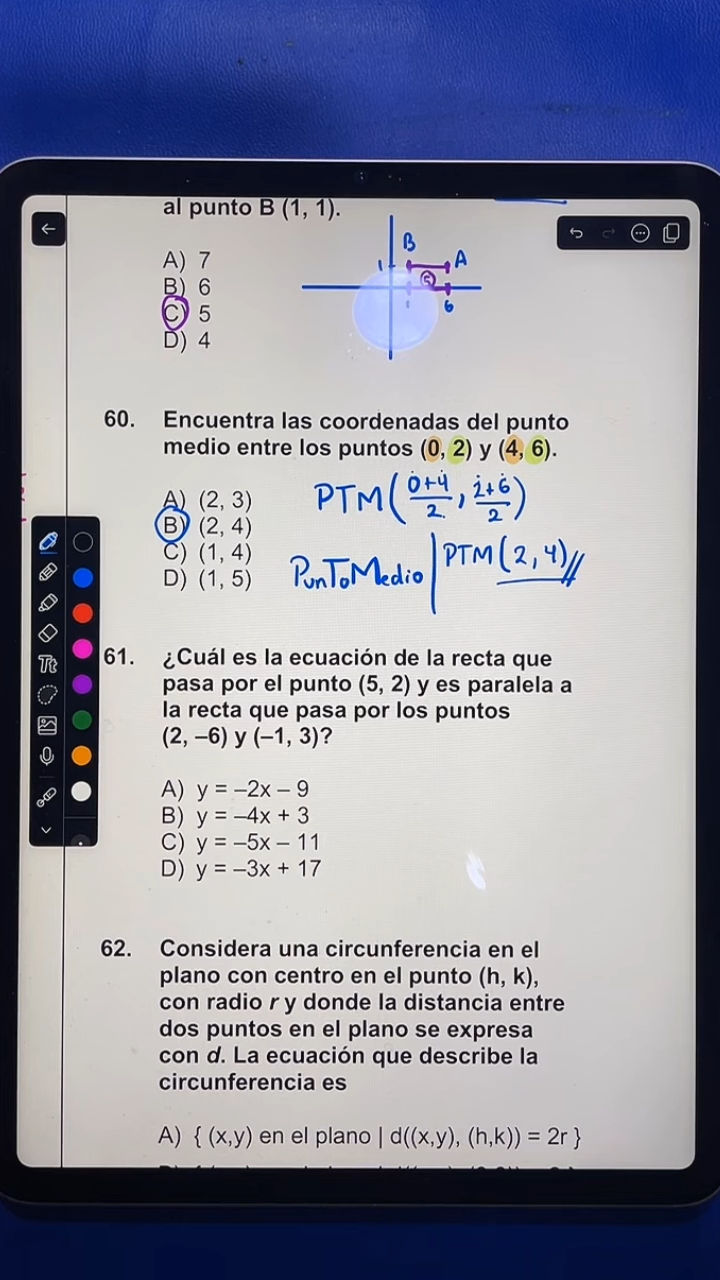 al punto B (1, 1).
A) 7
B) 6
C) 5
D) 4
B
A
1
5
1
6
60. Encuentra las coordenadas del punto
medio entre los puntos (0, 2) y (4, 6).
A) (2, 3)
B) (2, 4)
C) (1, 4)
D) (1, 5)
PTM(0+4/2, 2+6/2)
PunToMedio | PTM(2,4)//
Tt
61. ¿Cuál es la ecuación de la recta que
pasa por el punto (5, 2) y es paralela a
la recta que pasa por los puntos
(2, –6) y (–1, 3)?
A) y = –2x – 9
B) y = –4x + 3
C) y = –5x – 11
D) y = –3x + 17
62. Considera una circunferencia en el
plano con centro en el punto (h, k),
con radio r y donde la distancia entre
dos puntos en el plano se expresa
con d. La ecuación que describe la
circunferencia es
A) { (x,y) en el plano | d((x,y), (h,k)) = 2r }